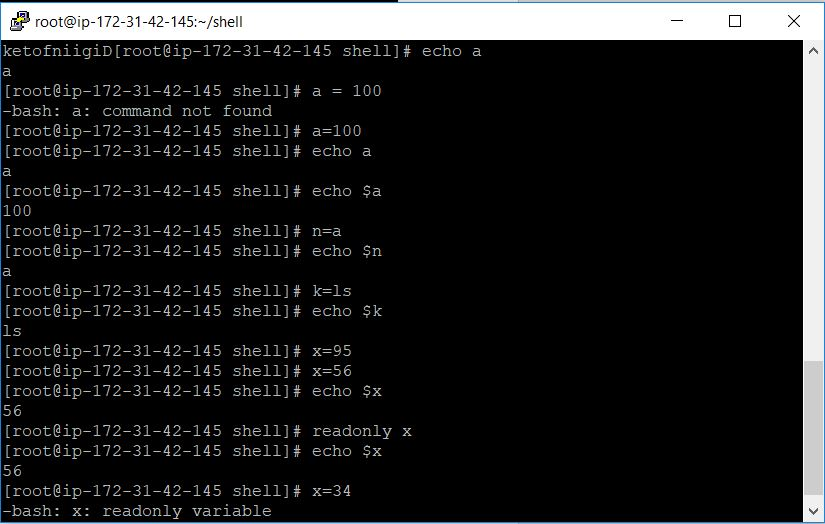 root@ip-172-31-42-145:~/shell
ketofniigiD[root@ip-172-31-42-145 shell]# echo a
a
[root@ip-172-31-42-145 shell]# a = 100
-bash: a: command not found
[root@ip-172-31-42-145 shell]# a=100
[root@ip-172-31-42-145 shell]# echo a
a
[root@ip-172-31-42-145 shell]# echo $a
100
[root@ip-172-31-42-145 shell]# n=a
[root@ip-172-31-42-145 shell]# echo $n
a
[root@ip-172-31-42-145 shell]# k=ls
[root@ip-172-31-42-145 shell]# echo $k
ls
[root@ip-172-31-42-145 shell]# x=95
[root@ip-172-31-42-145 shell]# x=56
[root@ip-172-31-42-145 shell]# echo $x
56
[root@ip-172-31-42-145 shell]# readonly x
[root@ip-172-31-42-145 shell]# echo $x
56
[root@ip-172-31-42-145 shell]# x=34
-bash: x: readonly variable